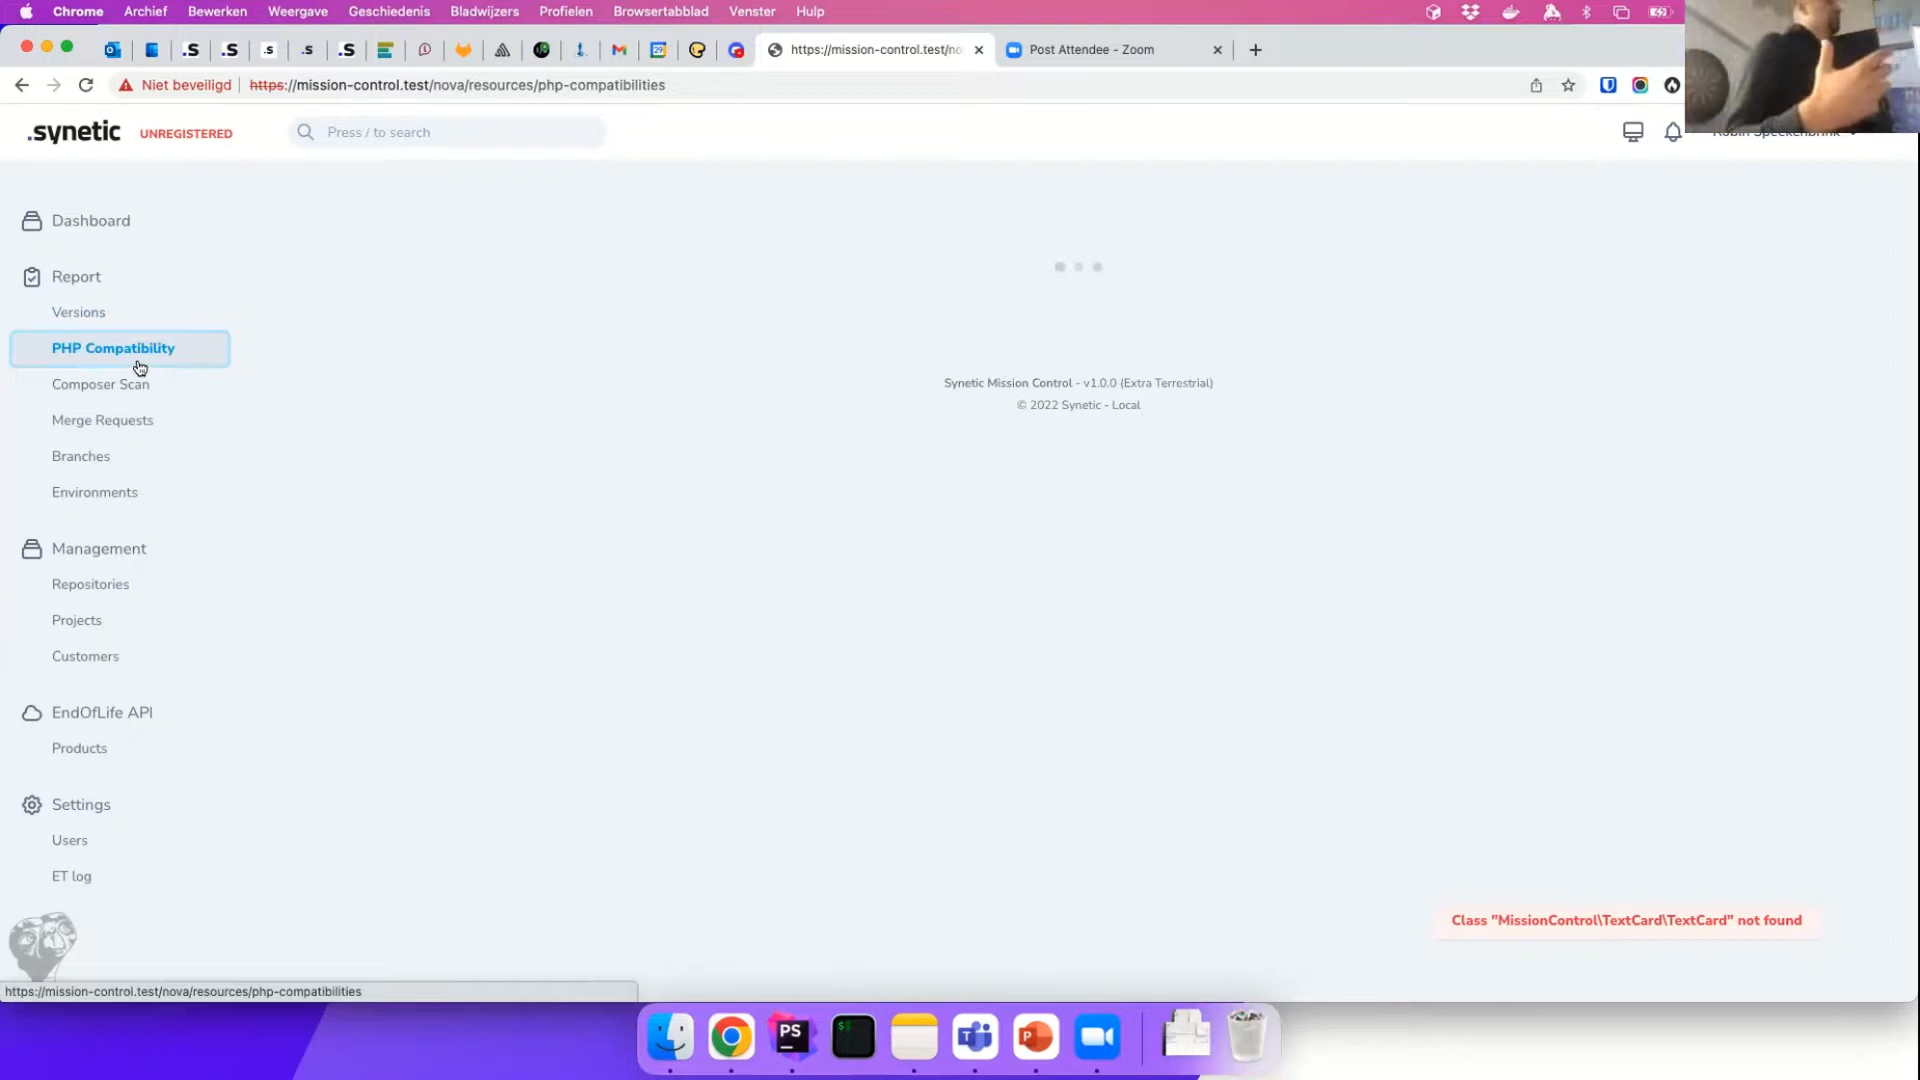 Chrome Archief Bewerken Weergave Geschiedenis Bladwijzers Profielen Browsertabblad Venster Hulp
.S .S .s .s .S https://mission-control.test/no Post Attendee - Zoom
Niet beveiligd https://mission-control.test/nova/resources/php-compatibilities
.synetic UNREGISTERED Press / to search
Dashboard
Report
Versions
PHP Compatibility
Composer Scan
Merge Requests
Branches
Environments
Management
Repositories
Projects
Customers
EndOfLife API
Products
Settings
Users
ET log
Synetic Mission Control - v1.0.0 (Extra Terrestrial)
© 2022 Synetic - Local
Class "MissionControl\TextCard\TextCard" not found
https://mission-control.test/nova/resources/php-compatibilities
PS